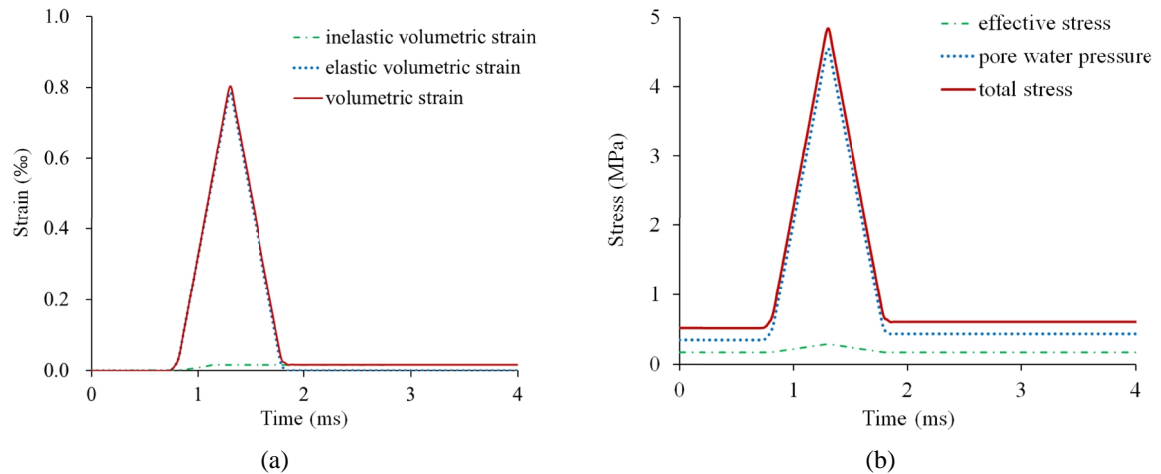 1.0
0.8
0.6
0.4
0.2
0.0
Strain (‰)
inelastic volumetric strain
elastic volumetric strain
volumetric strain
0 1 2 3 4
Time (ms)
(a)
5
4
3
2
1
0
Stress (MPa)
effective stress
pore water pressure
total stress
0 1 2 3 4
Time (ms)
(b)